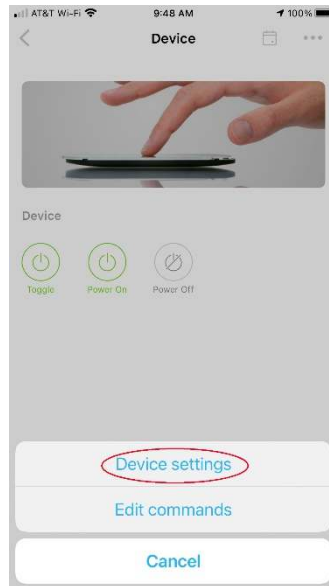 AT&T Wi-Fi 9:48 AM 100%
Device
Device
Toggle Power On Power Off
Device settings
Edit commands
Cancel